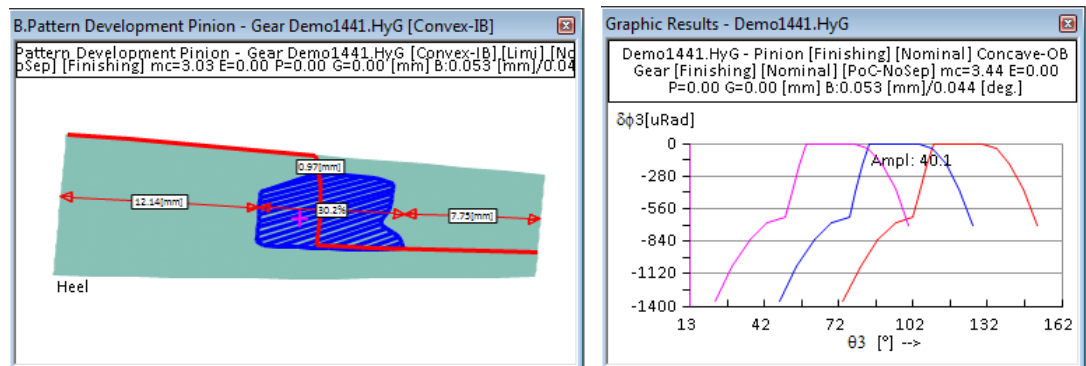 B.Pattern Development Pinion - Gear Demo1441.HyG [Convex-IB]
Pattern Development Pinion - Gear Demo1441.HyG [Convex-IB] [Limi] [No
oSep] [Finishing] mc=3.03 E=0.00 P=0.00 G=0.00 [mm] B:0.053 [mm]/0.04
0.97[mm]
12.14[mm]
30.2%
7.75[mm]
Heel
Graphic Results - Demo1441.HyG
Demo1441.HyG - Pinion [Finishing] [Nominal] Concave-OB
Gear [Finishing] [Nominal] [PoC-NoSep] mc=3.44 E=0.00
P=0.00 G=0.00 [mm] B:0.053 [mm]/0.044 [deg.]
δϕ3[uRad]
0
Ampl: 40.1
-280
-560
-840
-1120
-1400
13 42 72 102 132 162
θ3 [°] -->